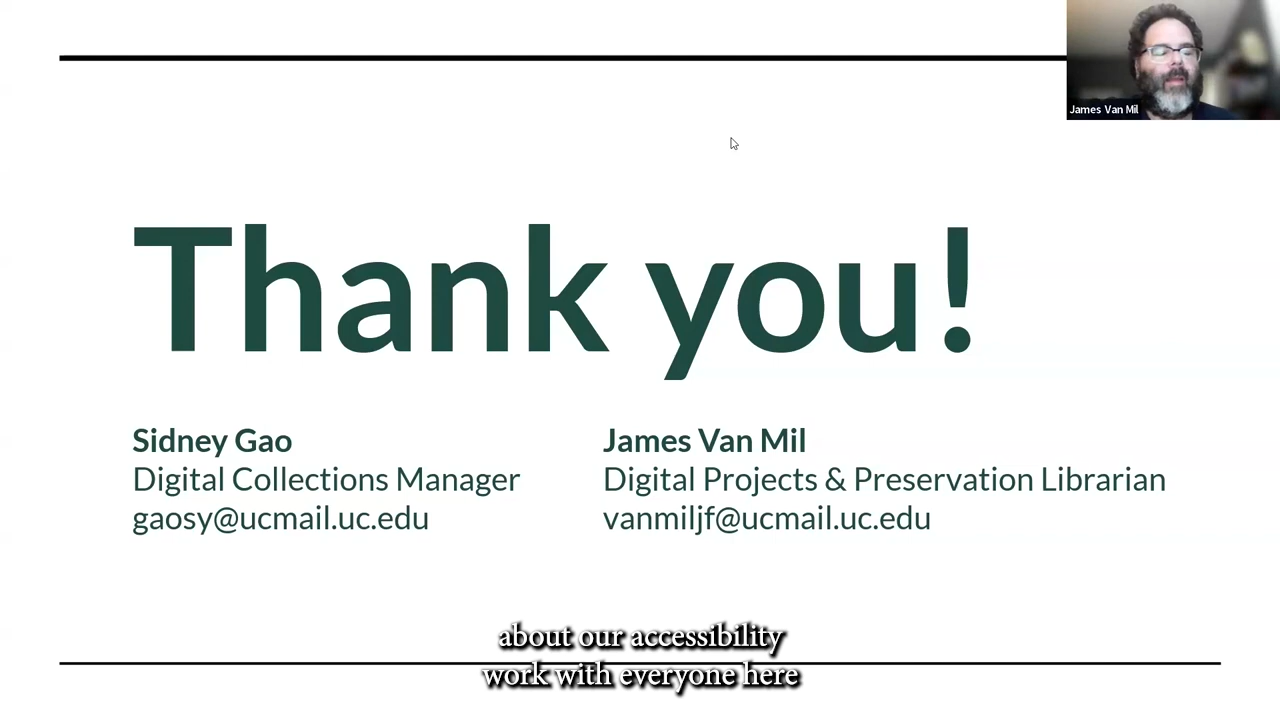 James Van Mil
Thank you!
Sidney Gao
Digital Collections Manager
gaosy@ucmail.uc.edu
James Van Mil
Digital Projects & Preservation Librarian
vanmiljf@ucmail.uc.edu
about our accessibility
work with everyone here